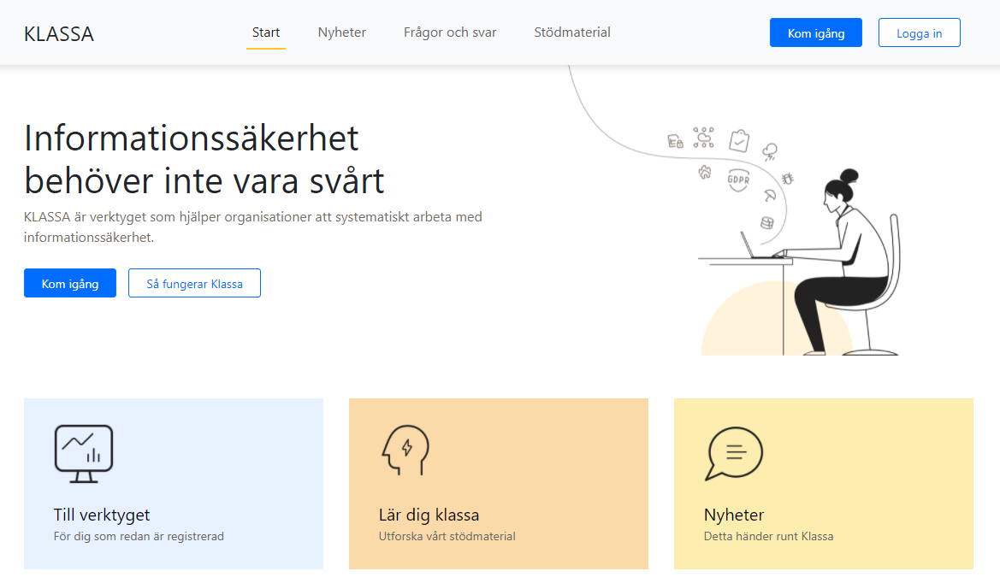 KLASSA
Start
Nyheter
Frågor och svar
Stödmaterial
Kom igång
Logga in
Informationssäkerhet
behöver inte vara svårt
KLASSA är verktyget som hjälper organisationer att systematiskt arbeta med
informationssäkerhet.
Kom igång
Så fungerar Klassa
GDPR
Till verktyget
För dig som redan är registrerad
Lär dig klassa
Utforska vårt stödmaterial
Nyheter
Detta händer runt Klassa